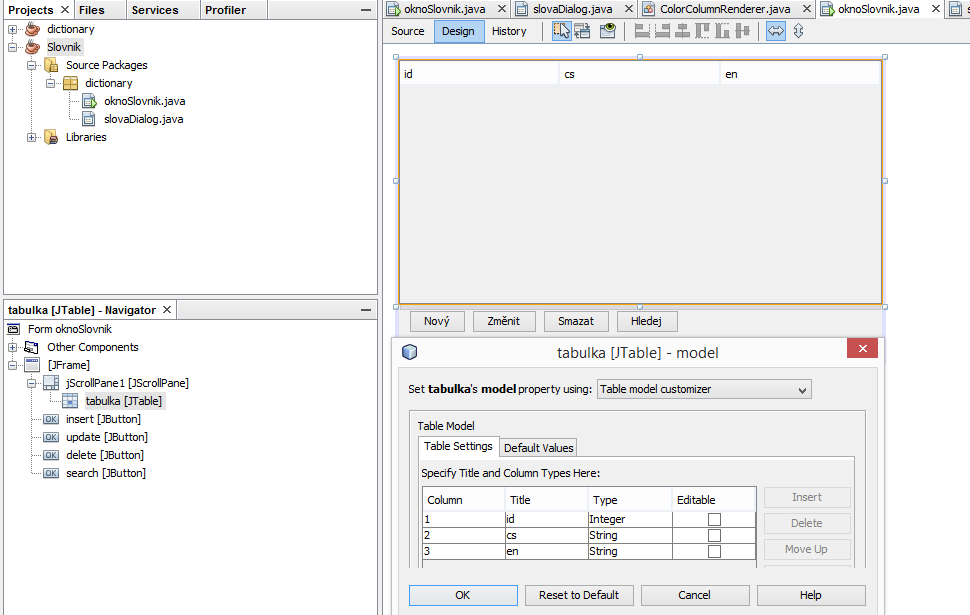 Projects Files Services Profiler
dictionary
Slovnik
Source Packages
dictionary
oknoSlovnik.java
slovaDialog.java
Libraries
tabulka [JTable] - Navigator
Form oknoSlovnik
Other Components
[JFrame]
jScrollPane1 [JScrollPane]
tabulka [JTable]
OK insert [JButton]
OK update [JButton]
OK delete [JButton]
OK search [JButton]
oknoSlovnik.java slovaDialog.java ColorColumnRenderer.java oknoSlovnik.java s
Source Design History
id cs en
Nový Změnit Smazat Hledej
tabulka [JTable] - model
Set tabulka's model property using: Table model customizer
Table Model
Table Settings Default Values
Specify Title and Column Types Here:
Column Title Type Editable
1 id Integer
2 cs String
3 en String
Insert
Delete
Move Up
OK Reset to Default Cancel Help